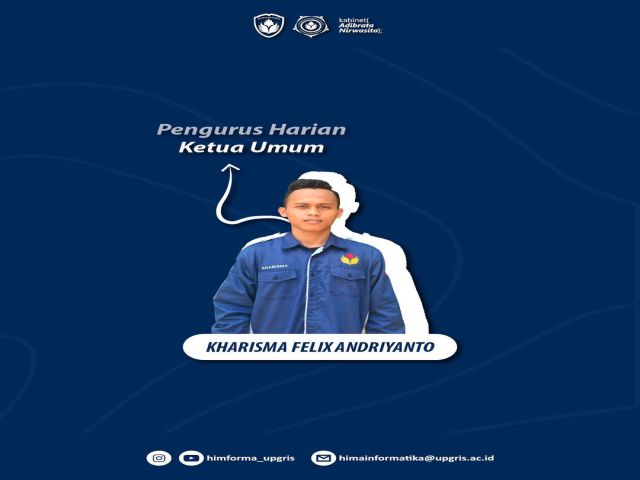 kabinet(
Adibrata
Nirwasita);
Pengurus Harian
Ketua Umum
KHARISMA
KHARISMA FELIX ANDRIYANTO
himforma_upgris
himainformatika@upgris.ac.id